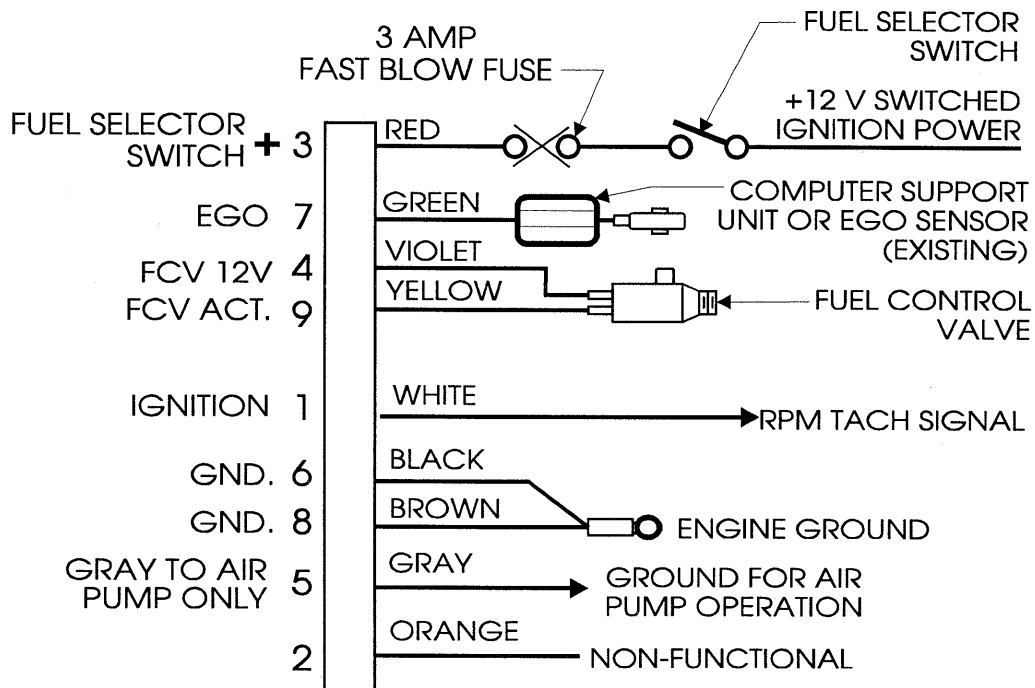 3 AMP
FAST BLOW FUSE
FUEL SELECTOR
SWITCH
+12 V SWITCHED
IGNITION POWER
FUEL SELECTOR
SWITCH
+ 3
RED
COMPUTER SUPPORT
UNIT OR EGO SENSOR
(EXISTING)
EGO 7
GREEN
FCV 12V 4
VIOLET
FCV ACT. 9
YELLOW
FUEL CONTROL
VALVE
IGNITION 1
WHITE
RPM TACH SIGNAL
GND. 6
BLACK
GND. 8
BROWN
ENGINE GROUND
GRAY TO AIR
PUMP ONLY
5
GRAY
GROUND FOR AIR
PUMP OPERATION
2
ORANGE
NON-FUNCTIONAL